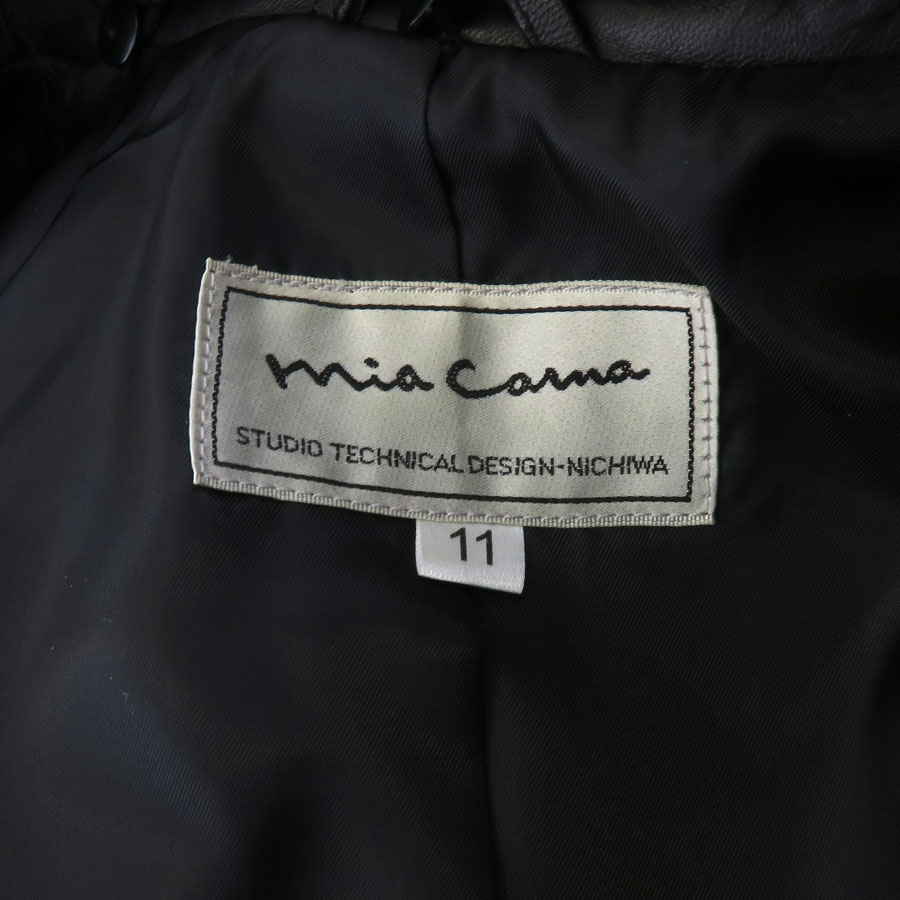 mia Carna
STUDIO TECHNICAL DESIGN-NICHIWA
11